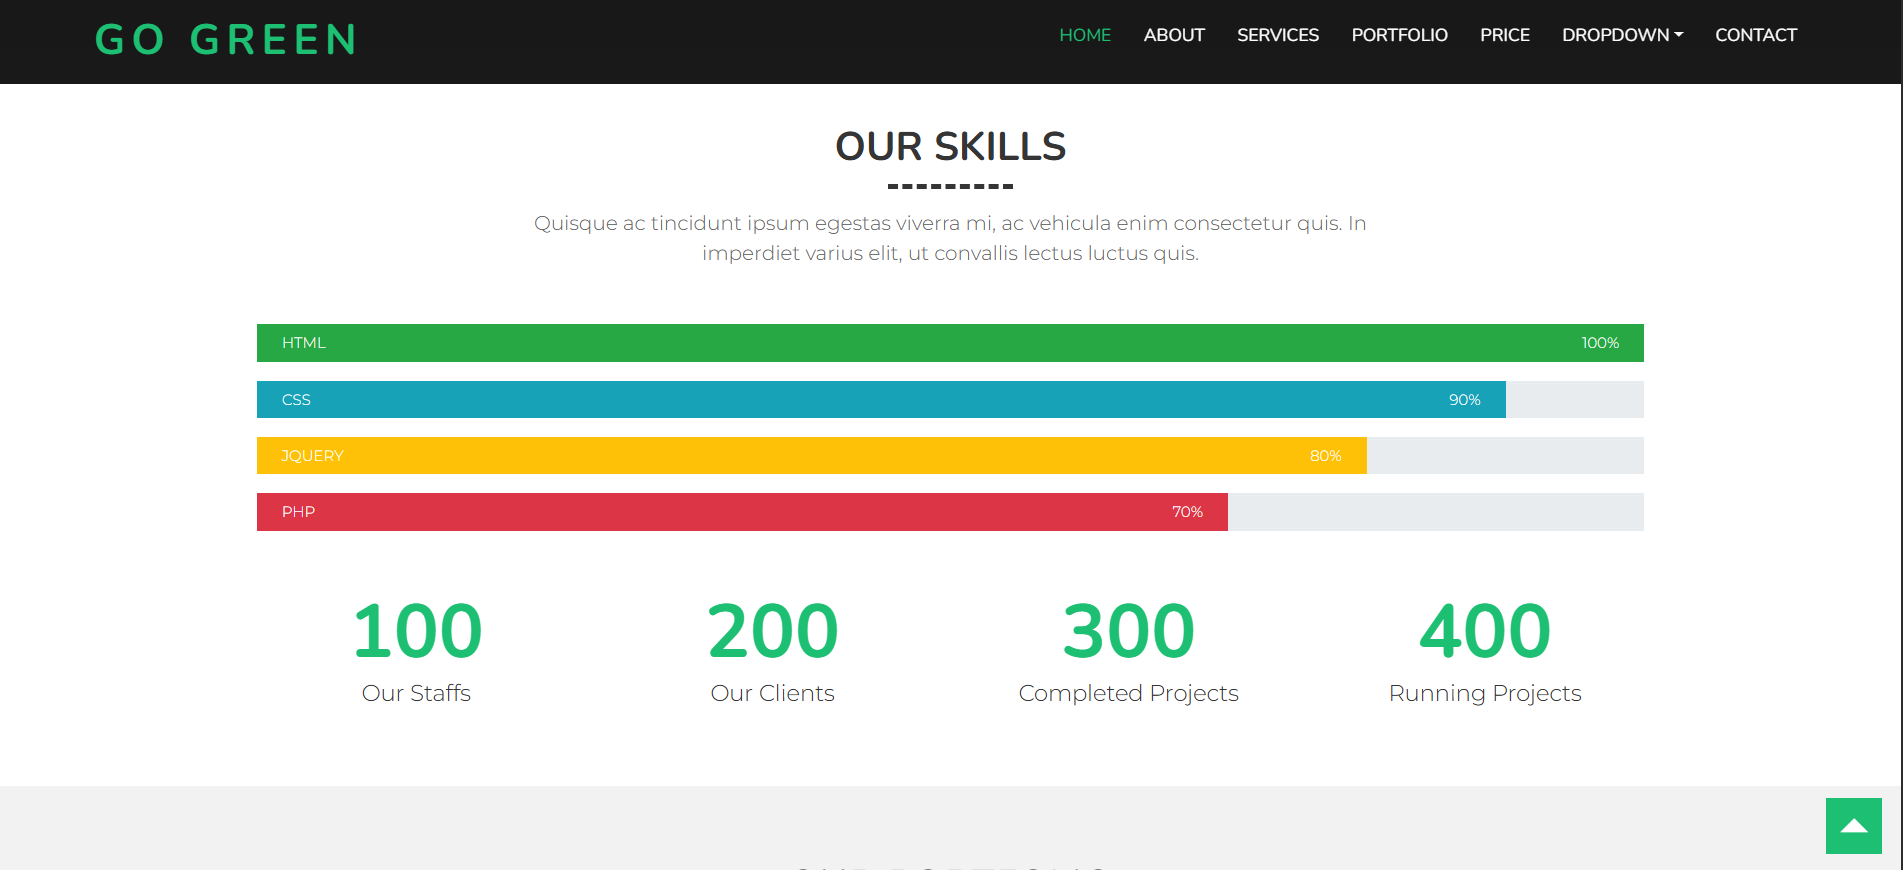 GO GREEN
HOME ABOUT SERVICES PORTFOLIO PRICE DROPDOWN CONTACT
OUR SKILLS
Quisque ac tincidunt ipsum egestas viverra mi, ac vehicula enim consectetur quis. In
imperdiet varius elit, ut convallis lectus luctus quis.
HTML 100%
CSS 90%
JQUERY 80%
PHP 70%
100 200 300 400
Our Staffs Our Clients Completed Projects Running Projects